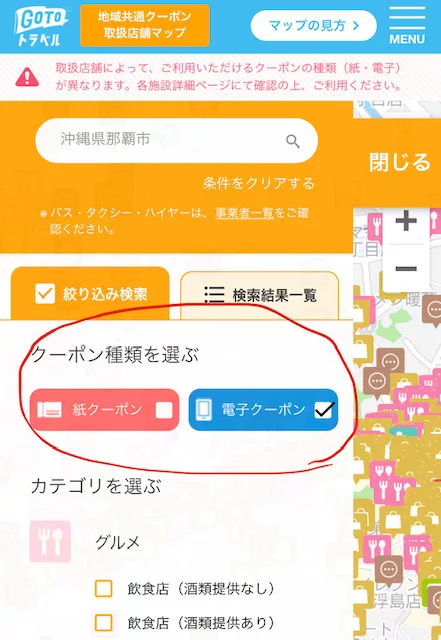 GOTO
トラベル
地域共通クーポン
取扱店舗マップ
マップの見方
MENU
取扱店舗によって、ご利用いただけるクーポンの種類（紙・電子）
が異なります。各施設詳細ページにて確認の上、ご利用ください。
沖縄県那覇市
条件をクリアする
閉じる
※ バス・タクシー・ハイヤーは、事業者一覧をご確
認ください。
絞り込み検索
検索結果一覧
クーポン種類を選ぶ
紙クーポン
電子クーポン
カテゴリを選ぶ
グルメ
飲食店（酒類提供なし）
飲食店（酒類提供あり）
浮島店